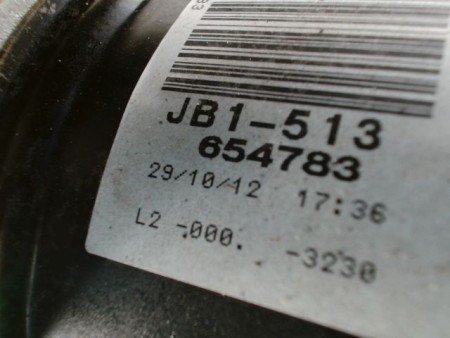 JB1-513
654783
29/10/12 17:36
L2 -000. -3230